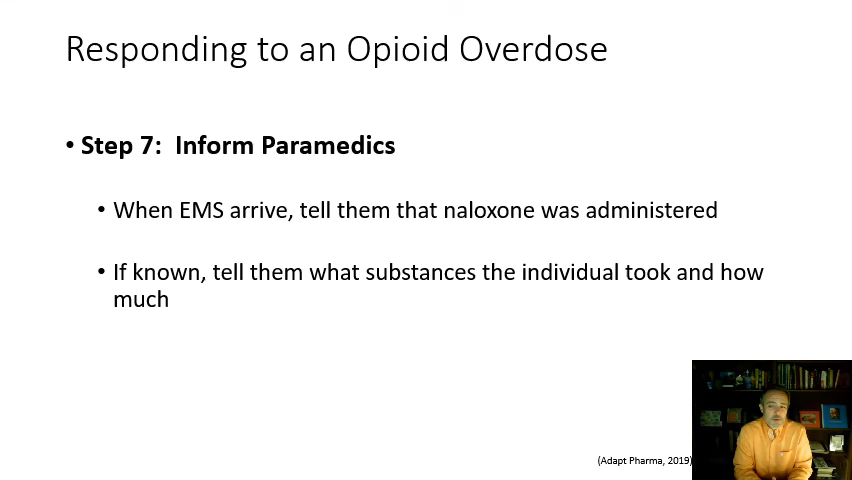 Responding to an Opioid Overdose
• Step 7:  Inform Paramedics
• When EMS arrive, tell them that naloxone was administered
• If known, tell them what substances the individual took and how
much
(Adapt Pharma, 2019)